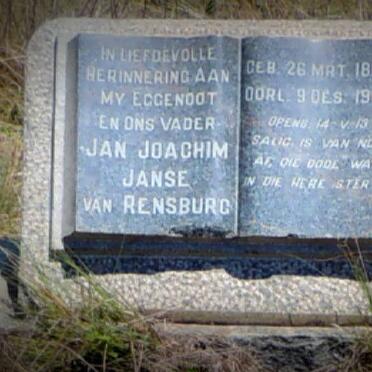 IN LIEFDEVOLLE
HERINNERING AAN
MY EGGENOOT
EN ONS VADER
JAN JOACHIM
JANSE
VAN RENSBURG
GEB. 26 MRT. 18
OORL. 9 DES. 19
OPENB. 14-V-13
SALIG IS VAN NO
AF DIE DODE WA
IN DIE HERE STER